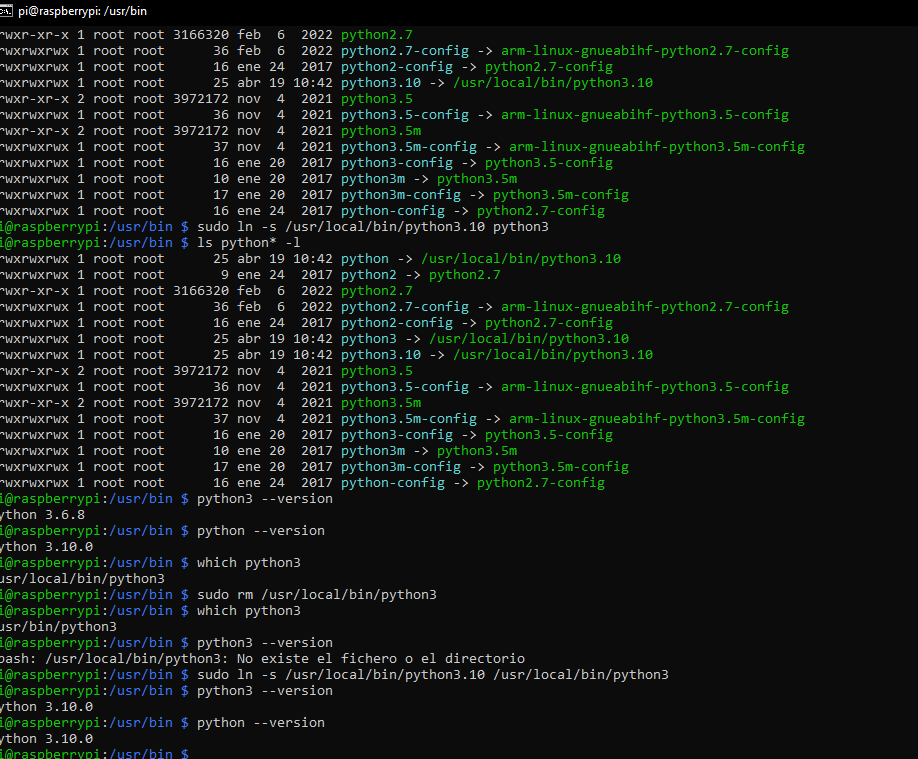 pi@raspberrypi: /usr/bin
rwxr-xr-x 1 root root 3166320 feb  6  2022 python2.7
rwxrwxrwx 1 root root      36 feb  6  2022 python2.7-config -> arm-linux-gnueabihf-python2.7-config
rwxrwxrwx 1 root root      16 ene 24  2017 python2-config -> python2.7-config
rwxrwxrwx 1 root root      25 abr 19 10:42 python3.10 -> /usr/local/bin/python3.10
rwxr-xr-x 2 root root 3972172 nov  4  2021 python3.5
rwxrwxrwx 1 root root      36 nov  4  2021 python3.5-config -> arm-linux-gnueabihf-python3.5-config
rwxr-xr-x 2 root root 3972172 nov  4  2021 python3.5m
rwxrwxrwx 1 root root      37 nov  4  2021 python3.5m-config -> arm-linux-gnueabihf-python3.5m-config
rwxrwxrwx 1 root root      16 ene 20  2017 python3-config -> python3.5-config
rwxrwxrwx 1 root root      10 ene 20  2017 python3m -> python3.5m
rwxrwxrwx 1 root root      17 ene 20  2017 python3m-config -> python3.5m-config
rwxrwxrwx 1 root root      16 ene 24  2017 python-config -> python2.7-config
i@raspberrypi:/usr/bin $ sudo ln -s /usr/local/bin/python3.10 python3
i@raspberrypi:/usr/bin $ ls python* -l
rwxrwxrwx 1 root root      25 abr 19 10:42 python -> /usr/local/bin/python3.10
rwxrwxrwx 1 root root       9 ene 24  2017 python2 -> python2.7
rwxr-xr-x 1 root root 3166320 feb  6  2022 python2.7
rwxrwxrwx 1 root root      36 feb  6  2022 python2.7-config -> arm-linux-gnueabihf-python2.7-config
rwxrwxrwx 1 root root      16 ene 24  2017 python2-config -> python2.7-config
rwxrwxrwx 1 root root      25 abr 19 10:42 python3 -> /usr/local/bin/python3.10
rwxrwxrwx 1 root root      25 abr 19 10:42 python3.10 -> /usr/local/bin/python3.10
rwxr-xr-x 2 root root 3972172 nov  4  2021 python3.5
rwxrwxrwx 1 root root      36 nov  4  2021 python3.5-config -> arm-linux-gnueabihf-python3.5-config
rwxr-xr-x 2 root root 3972172 nov  4  2021 python3.5m
rwxrwxrwx 1 root root      37 nov  4  2021 python3.5m-config -> arm-linux-gnueabihf-python3.5m-config
rwxrwxrwx 1 root root      16 ene 20  2017 python3-config -> python3.5-config
rwxrwxrwx 1 root root      10 ene 20  2017 python3m -> python3.5m
rwxrwxrwx 1 root root      17 ene 20  2017 python3m-config -> python3.5m-config
rwxrwxrwx 1 root root      16 ene 24  2017 python-config -> python2.7-config
i@raspberrypi:/usr/bin $ python3 --version
ython 3.6.8
i@raspberrypi:/usr/bin $ python --version
ython 3.10.0
i@raspberrypi:/usr/bin $ which python3
usr/local/bin/python3
i@raspberrypi:/usr/bin $ sudo rm /usr/local/bin/python3
i@raspberrypi:/usr/bin $ which python3
usr/bin/python3
i@raspberrypi:/usr/bin $ python3 --version
bash: /usr/local/bin/python3: No existe el fichero o el directorio
i@raspberrypi:/usr/bin $ sudo ln -s /usr/local/bin/python3.10 /usr/local/bin/python3
i@raspberrypi:/usr/bin $ python3 --version
ython 3.10.0
i@raspberrypi:/usr/bin $ python --version
ython 3.10.0
i@raspberrypi:/usr/bin $